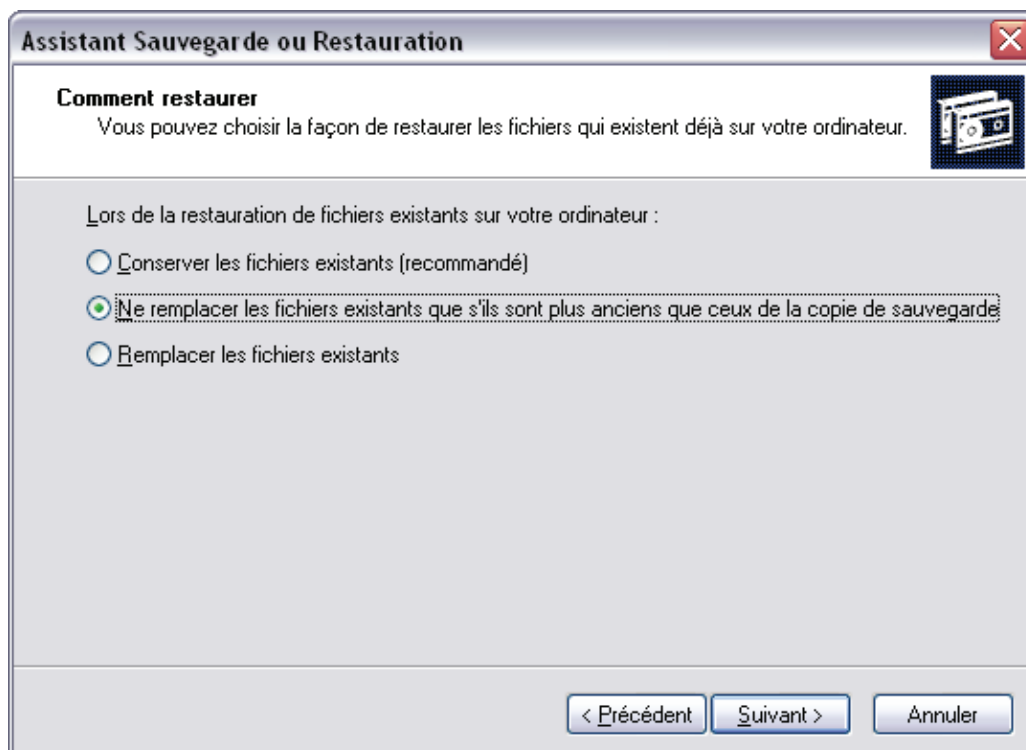 Assistant Sauvegarde ou Restauration
Comment restaurer
Vous pouvez choisir la façon de restaurer les fichiers qui existent déjà sur votre ordinateur.
Lors de la restauration de fichiers existants sur votre ordinateur :
Conserver les fichiers existants (recommandé)
Ne remplacer les fichiers existants que s'ils sont plus anciens que ceux de la copie de sauvegarde
Remplacer les fichiers existants
< Précédent Suivant > Annuler